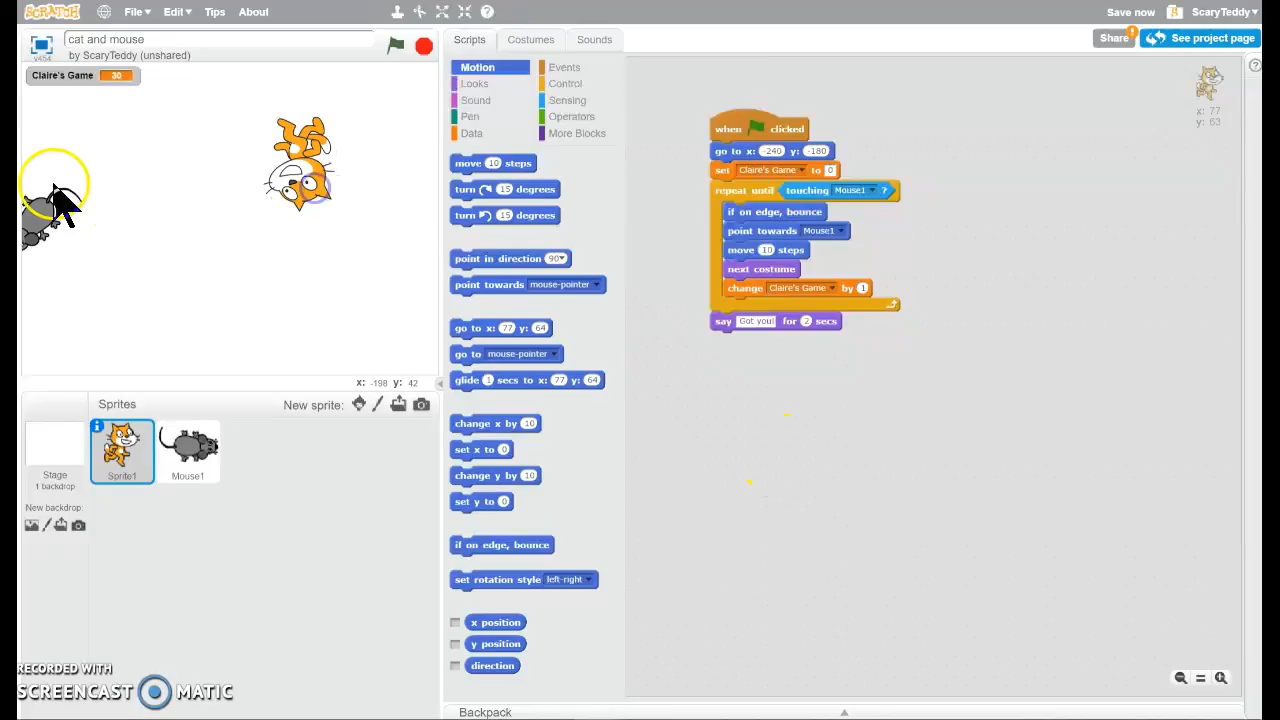 SCRATCH File▾ Edit▾ Tips About Save now ScaryTeddy▾
cat and mouse
v454 by ScaryTeddy (unshared)
Scripts Costumes Sounds
Share ! See project page
Claire's Game 30
Motion Events
Looks Control
Sound Sensing
Pen Operators
Data More Blocks
move 10 steps
turn 15 degrees
turn 15 degrees
point in direction 90▾
point towards mouse-pointer
go to x: 77 y: 64
go to mouse-pointer
glide 1 secs to x: 77 y: 64
change x by 10
set x to 0
change y by 10
set y to 0
if on edge, bounce
set rotation style left-right
x position
y position
direction
when clicked
go to x: -240 y: -180
set Claire's Game to 0
repeat until touching Mouse1 ?
if on edge, bounce
point towards Mouse1
move 10 steps
next costume
change Claire's Game by 1
say Got you! for 2 secs
x: 77
y: 63
?
x: -198 y: 42
Sprites New sprite:
Stage
1 backdrop
New backdrop:
Sprite1
Mouse1
Backpack
RECORDED WITH
SCREENCAST MATIC